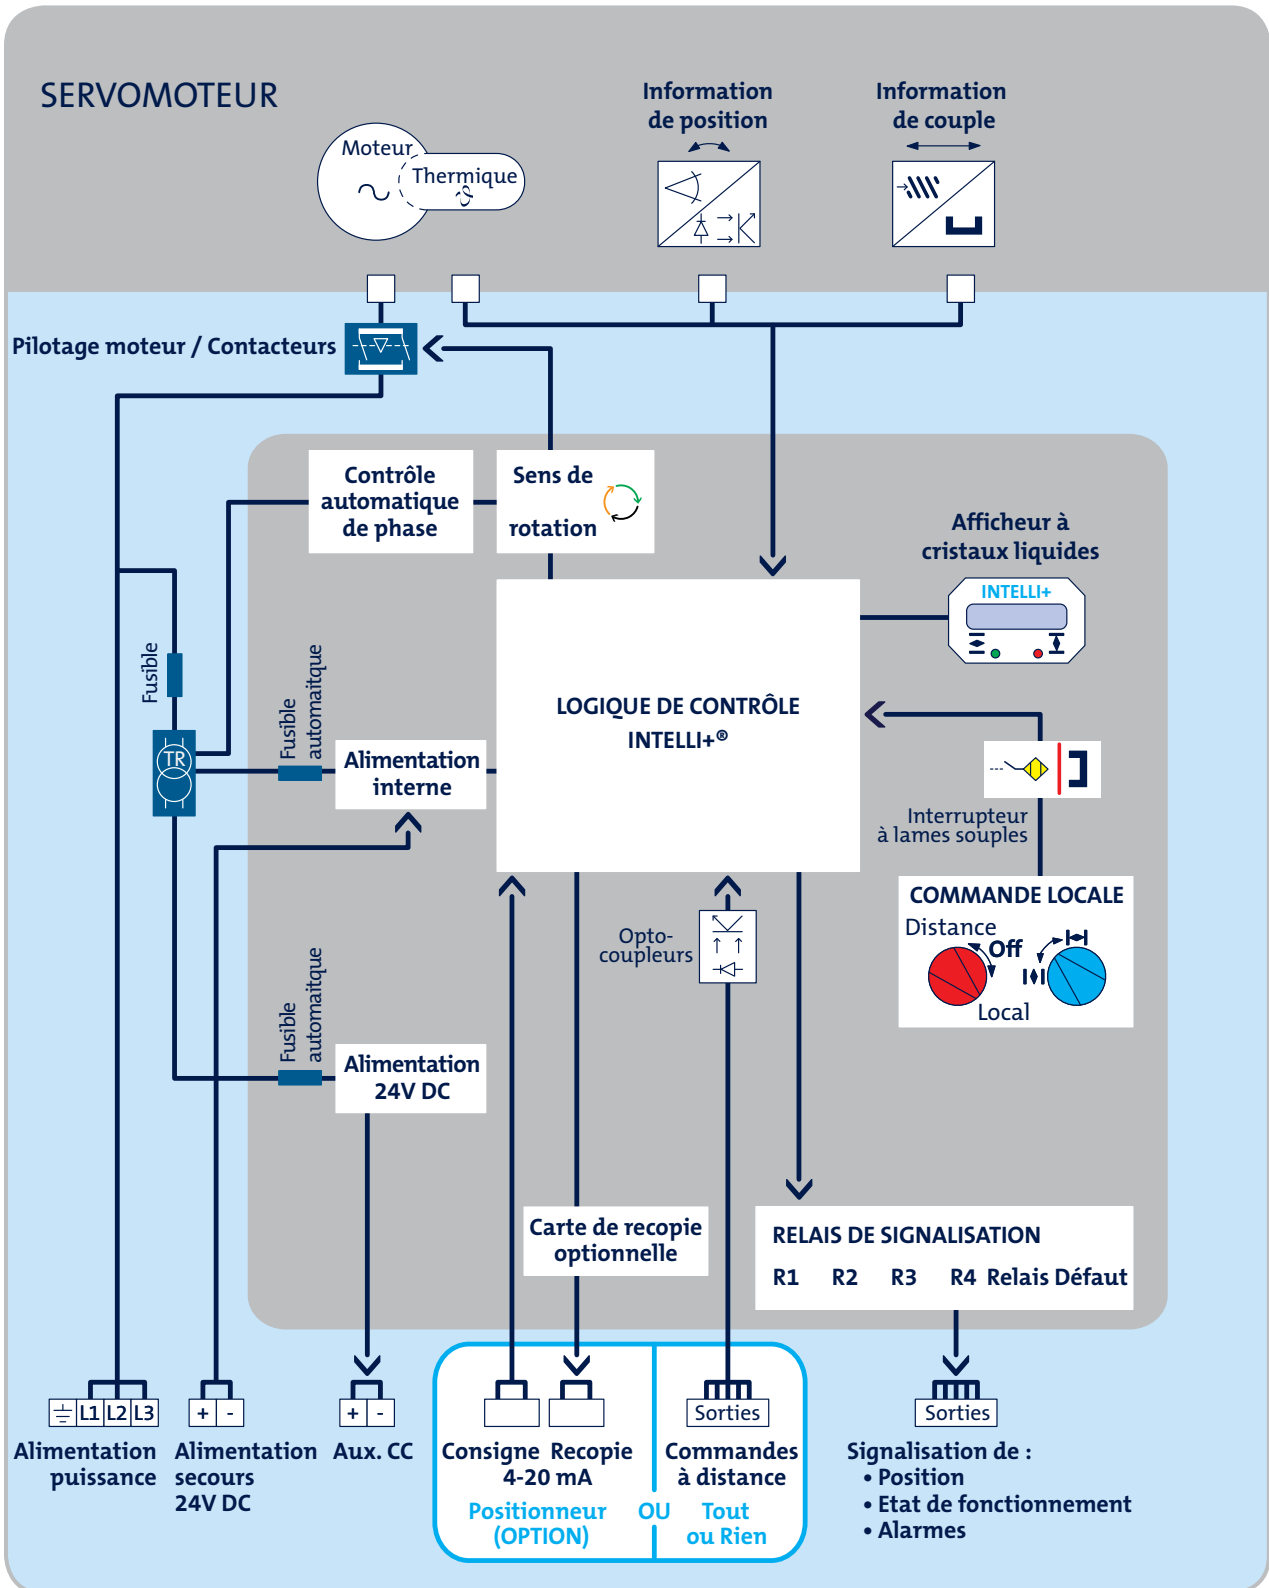 SERVOMOTEUR
Moteur
Thermique
Information
de position
Information
de couple
Pilotage moteur / Contacteurs
Contrôle
automatique
de phase
Sens de
rotation
Afficheur à
cristaux liquides
INTELLI+
Fusible
TR
Fusible
automaitque
Alimentation
interne
LOGIQUE DE CONTRÔLE
INTELLI+®
Interrupteur
à lames souples
COMMANDE LOCALE
Distance
Off
Local
Opto-
coupleurs
Fusible
automaitque
Alimentation
24V DC
Carte de recopie
optionnelle
RELAIS DE SIGNALISATION
R1 R2 R3 R4 Relais Défaut
L1 L2 L3
Alimentation
puissance
+ -
Alimentation
secours
24V DC
+ -
Aux. CC
Consigne Recopie
4-20 mA
Positionneur
(OPTION)
OU
Sorties
Commandes
à distance
Tout
ou Rien
Sorties
Signalisation de :
• Position
• Etat de fonctionnement
• Alarmes